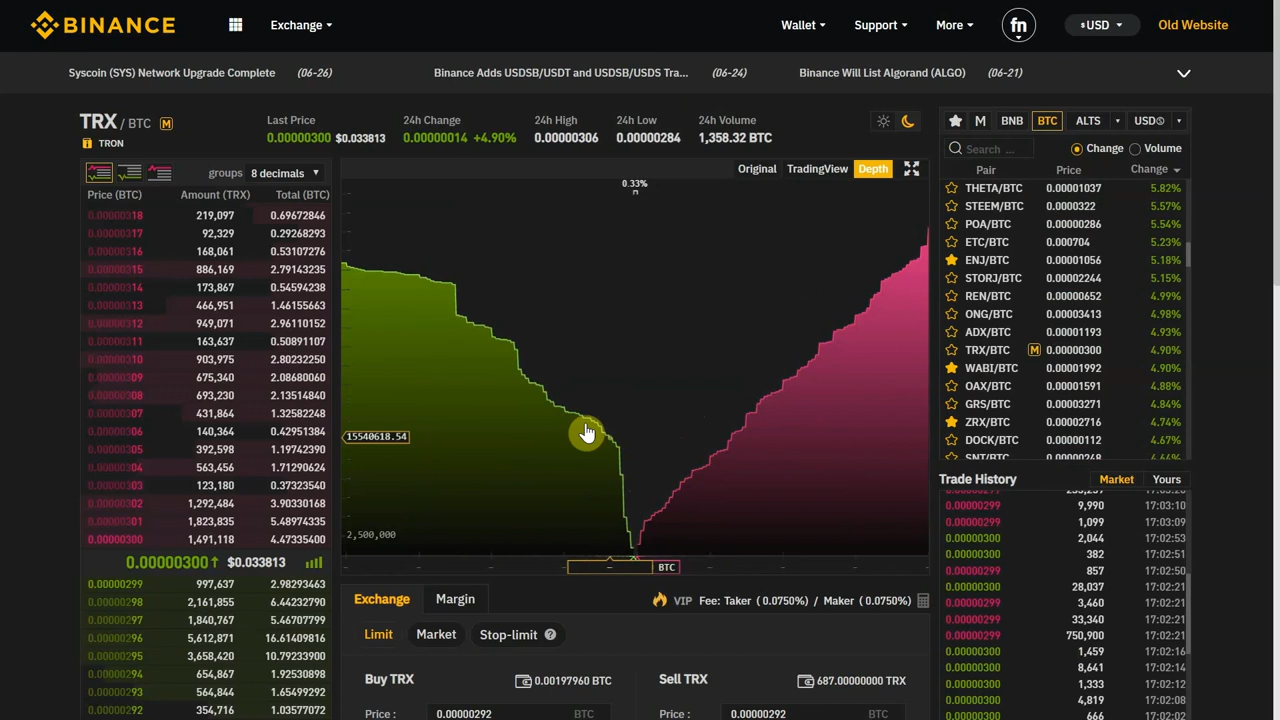 BINANCE
Exchange
Wallet
Support
More
fn
$USD
Old Website
Syscoin (SYS) Network Upgrade Complete (06-26)
Binance Adds USDSB/USDT and USDSB/USDS Tra... (06-24)
Binance Will List Algorand (ALGO) (06-21)
TRX / BTC M
TRON
Last Price
0.00000300 $0.033813
24h Change
0.00000014 +4.90%
24h High
0.00000306
24h Low
0.00000284
24h Volume
1,358.32 BTC
groups 8 decimals
Price (BTC) Amount (TRX) Total (BTC)
0.00000318 219,097 0.69672846
0.00000317 92,329 0.29268293
0.00000316 168,061 0.53107276
0.00000315 886,169 2.79143235
0.00000314 173,867 0.54594238
0.00000313 466,951 1.46155663
0.00000312 949,071 2.96110152
0.00000311 163,637 0.50891107
0.00000310 903,975 2.80232250
0.00000309 675,340 2.08680060
0.00000308 693,230 2.13514840
0.00000307 431,864 1.32582248
0.00000306 140,364 0.42951384
0.00000305 392,598 1.19742390
0.00000304 563,456 1.71290624
0.00000303 123,180 0.37323540
0.00000302 1,292,484 3.90330168
0.00000301 1,823,835 5.48974335
0.00000300 1,491,118 4.47335400
0.00000300 $0.033813
0.00000299 997,637 2.98293463
0.00000298 2,161,855 6.44232790
0.00000297 1,840,767 5.46707799
0.00000296 5,612,871 16.61409816
0.00000295 3,658,420 10.79233900
0.00000294 654,867 1.92530898
0.00000293 564,844 1.65499292
0.00000292 354,716 1.03577072
Original
TradingView
Depth
0.33%
15540618.54
2,500,000
BTC
Exchange
Margin
VIP Fee: Taker ( 0.0750% ) / Maker ( 0.0750% )
Limit
Market
Stop-limit ?
Buy TRX 0.00197960 BTC
Price : 0.00000292 BTC
Sell TRX 687.00000000 TRX
Price : 0.00000292 BTC
M
BNB
BTC
ALTS
USDⓈ
Search ...
Change
Volume
Pair Price Change
THETA/BTC 0.00001037 5.82%
STEEM/BTC 0.0000322 5.57%
POA/BTC 0.00000286 5.54%
ETC/BTC 0.000704 5.23%
ENJ/BTC 0.00001056 5.18%
STORJ/BTC 0.00002244 5.15%
REN/BTC 0.00000652 4.99%
ONG/BTC 0.00003413 4.98%
ADX/BTC 0.00001193 4.93%
TRX/BTC M 0.00000300 4.90%
WABI/BTC 0.00001992 4.90%
OAX/BTC 0.00001591 4.88%
GRS/BTC 0.00003271 4.84%
ZRX/BTC 0.00002716 4.74%
DOCK/BTC 0.00000112 4.67%
SNT/BTC 0.00000248 4.64%
Trade History
Market
Yours
0.00000299 9,990 17:03:10
0.00000299 1,099 17:03:09
0.00000300 2,044 17:02:53
0.00000300 382 17:02:51
0.00000299 857 17:02:50
0.00000300 28,037 17:02:21
0.00000299 3,460 17:02:21
0.00000299 33,340 17:02:21
0.00000299 750,900 17:02:21
0.00000300 1,459 17:02:16
0.00000300 8,641 17:02:14
0.00000300 1,333 17:02:12
0.00000300 4,819 17:02:08
0.00000300 666 17:02:06